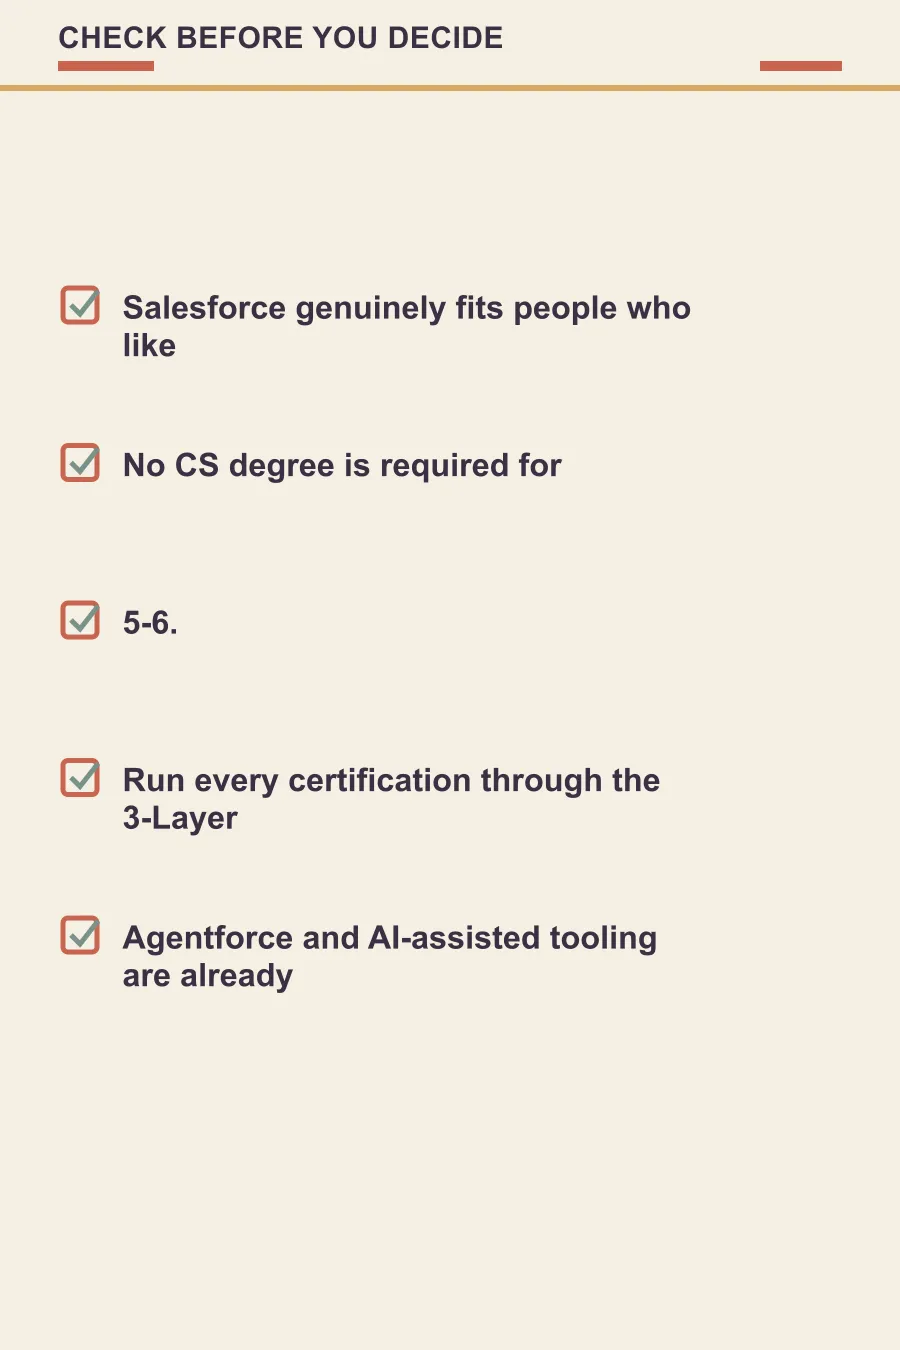 CHECK BEFORE YOU DECIDE
Salesforce genuinely fits people who
like
No CS degree is required for
5-6.
Run every certification through the
3-Layer
Agentforce and AI-assisted tooling
are already